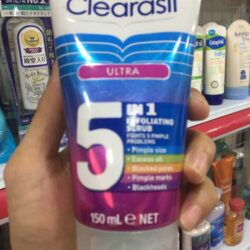 Clearasil
ULTRA
5
IN 1
EXFOLIATING
SCRUB
FIGHTS 5 PIMPLE
PROBLEMS:
• Pimple size
• Excess oil
• Blocked pores
• Pimple marks
• Blackheads
150 ml e NET
Cetaphil